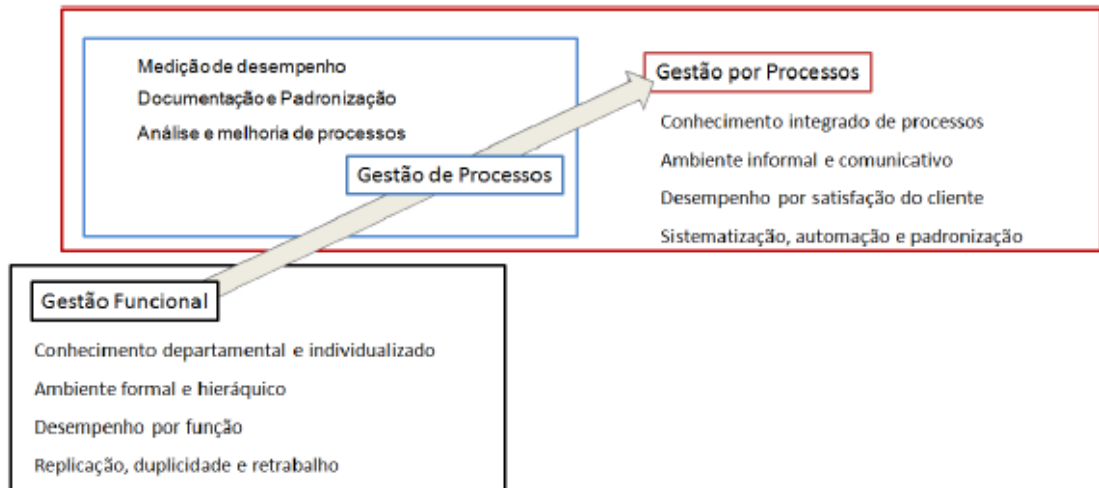 Medição de desempenho
Documentação e Padronização
Análise e melhoria de processos
Gestão de Processos
Gestão por Processos
Conhecimento integrado de processos
Ambiente informal e comunicativo
Desempenho por satisfação do cliente
Sistematização, automação e padronização
Gestão Funcional
Conhecimento departamental e individualizado
Ambiente formal e hieráquico
Desempenho por função
Replicação, duplicidade e retrabalho